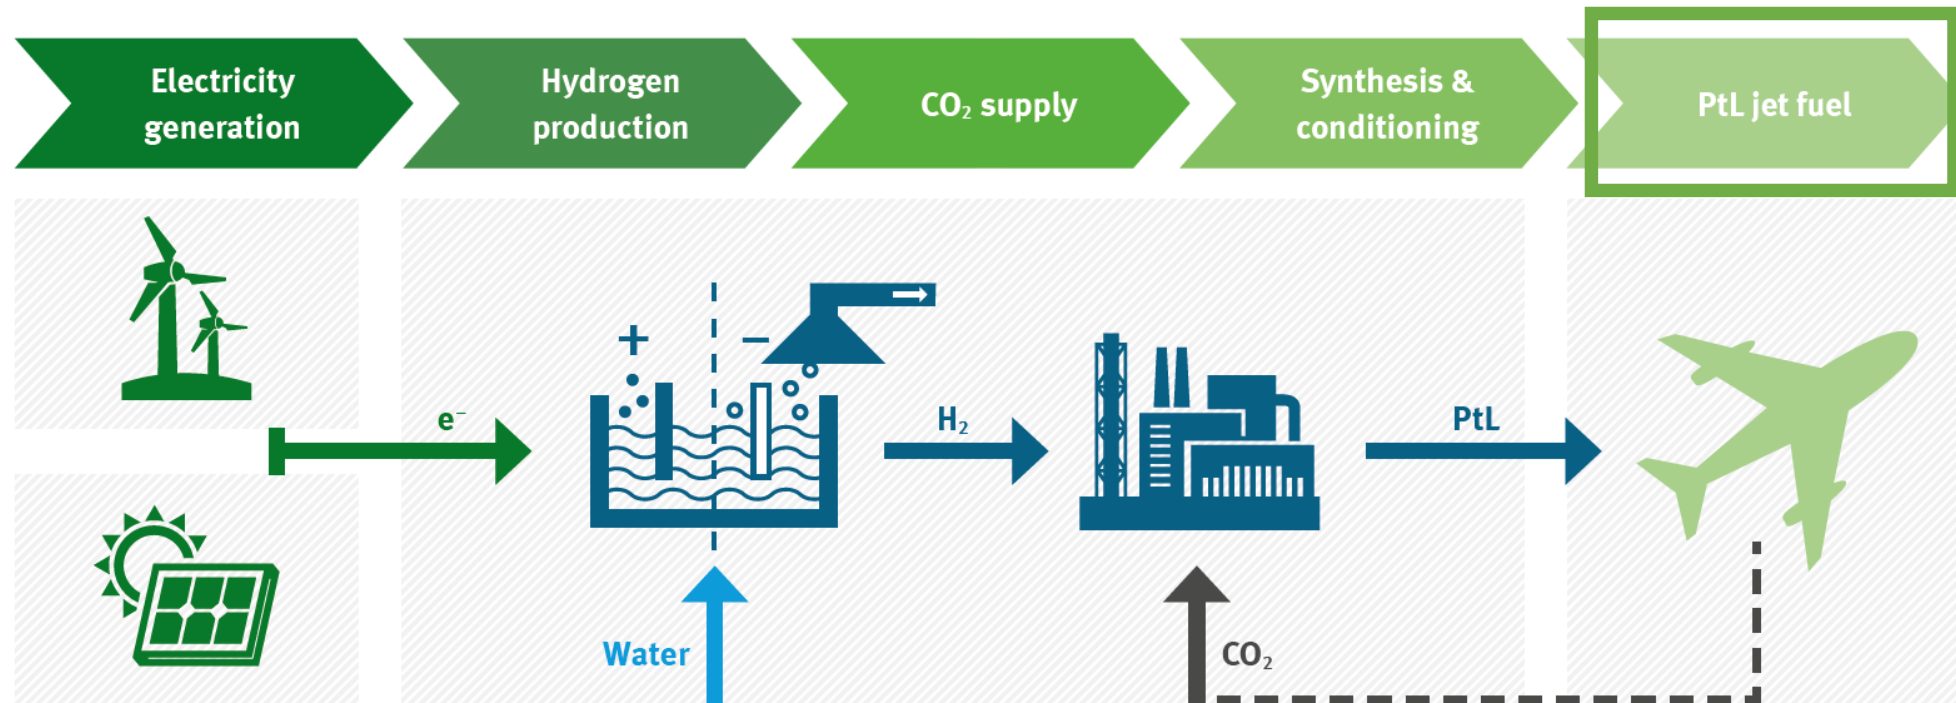 Electricity
generation
Hydrogen
production
CO₂ supply
Synthesis &
conditioning
PtL jet fuel
+
−
e⁻
H₂
PtL
Water
CO₂